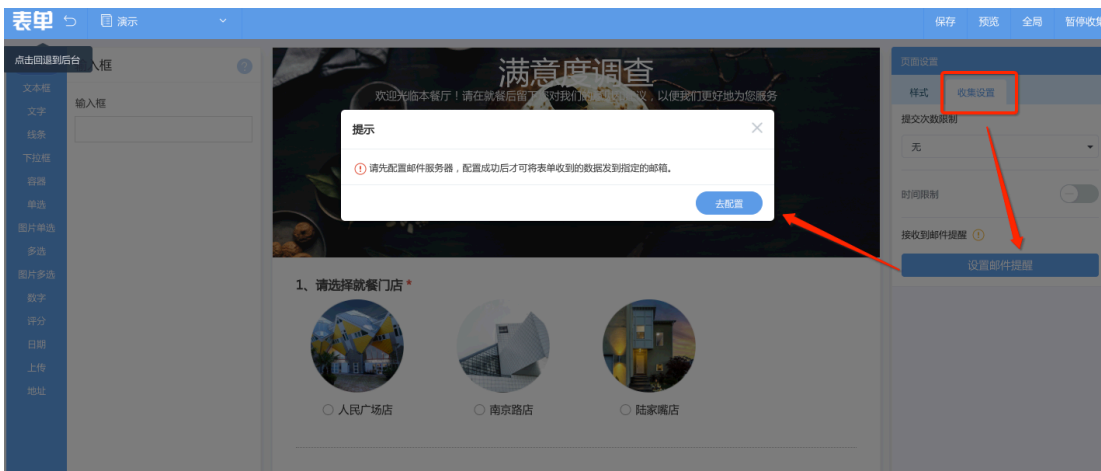 表单
演示
保存
预览
全局
暂停收集
点击回退到后台
输入框
文本框
文字
线条
下拉框
容器
单选
图片单选
多选
图片多选
数字
评分
日期
上传
地址
输入框
满意度调查
欢迎光临本餐厅！请在就餐后留下
，以便我们更好地为您服务
提示
请先配置邮件服务器，配置成功后才可将表单收到的数据发到指定的邮箱。
去配置
1、请选择就餐门店 *
人民广场店
南京路店
陆家嘴店
页面设置
样式
收集设置
提交次数限制
无
时间限制
接收到邮件提醒
设置邮件提醒